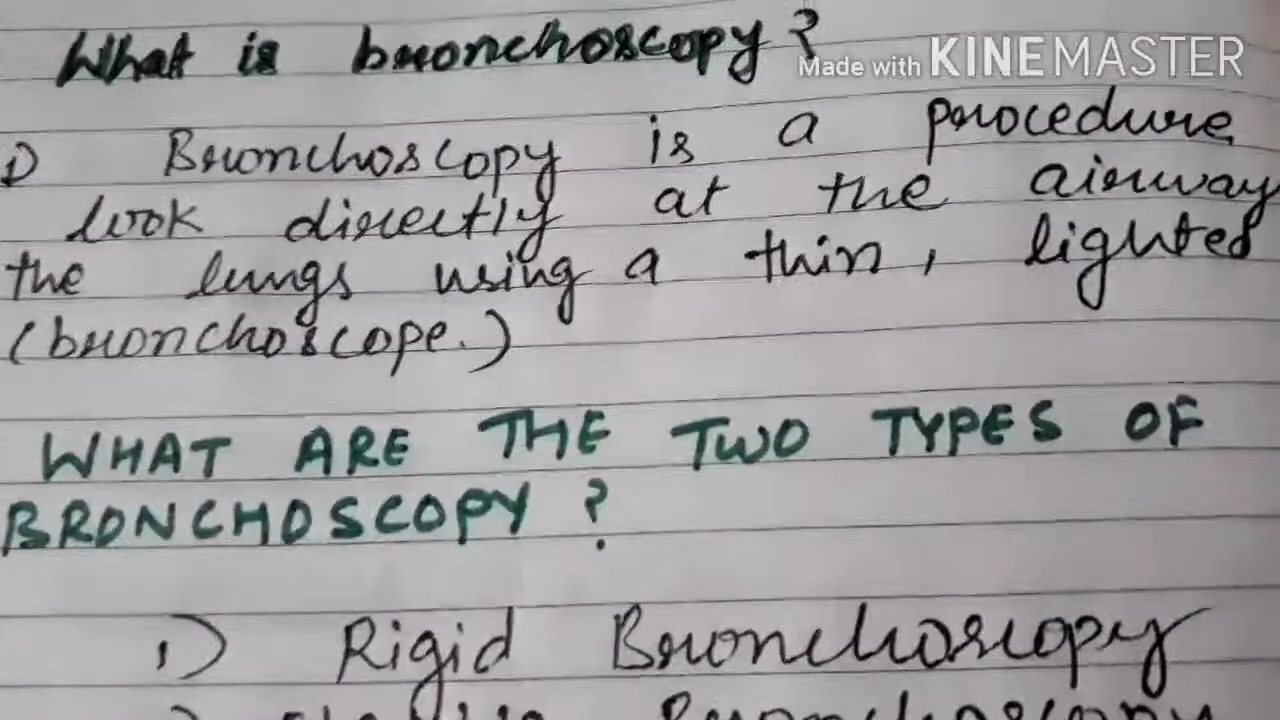 What is bronchoscopy?
Made with KINEMASTER
1) Bronchoscopy is a procedure
look directly at the airway
the lungs using a thin, lighted
(bronchoscope.)
WHAT ARE THE TWO TYPES OF
BRONCHOSCOPY?
1) Rigid Bronchoscopy
Bronchoscopy